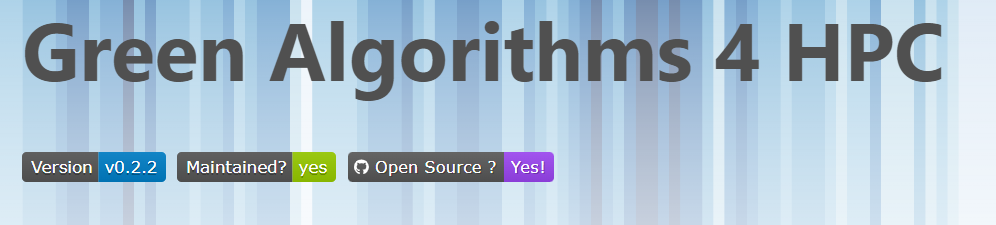 Green Algorithms 4 HPC
Version v0.2.2 Maintained? yes Open Source ? Yes!